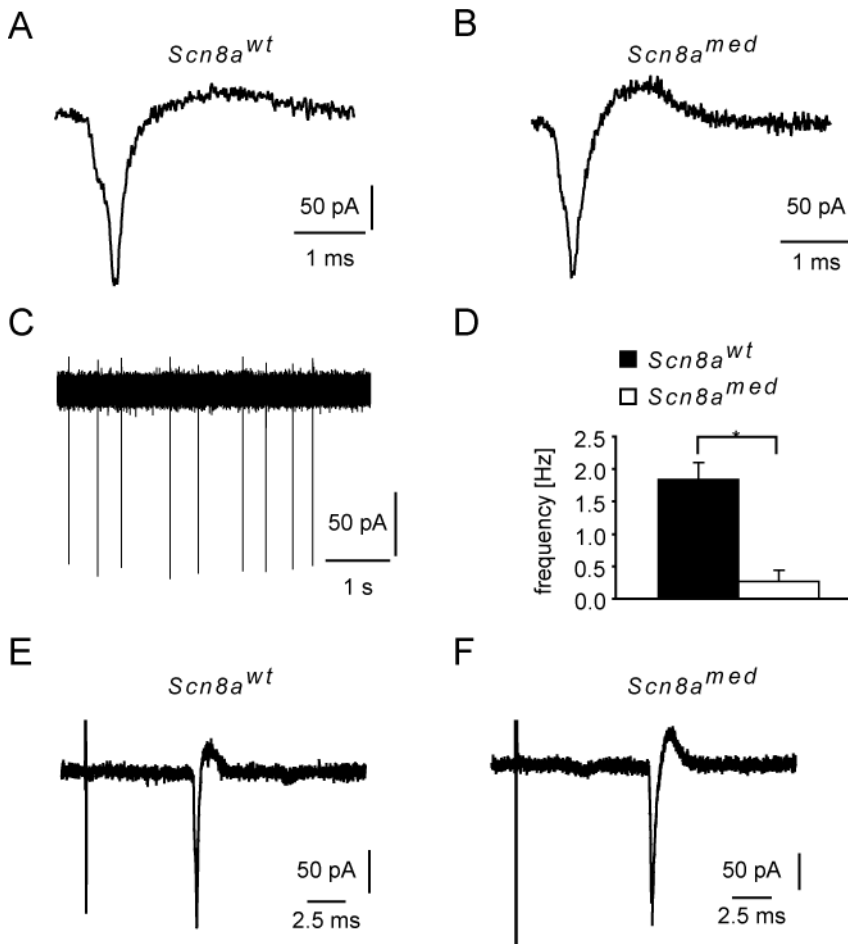 A
Scn8a^wt
50 pA
1 ms
B
Scn8a^med
50 pA
1 ms
C
50 pA
1 s
D
Scn8a^wt
Scn8a^med
*
2.5
2.0
1.5
1.0
0.5
0.0
frequency [Hz]
E
Scn8a^wt
50 pA
2.5 ms
F
Scn8a^med
50 pA
2.5 ms